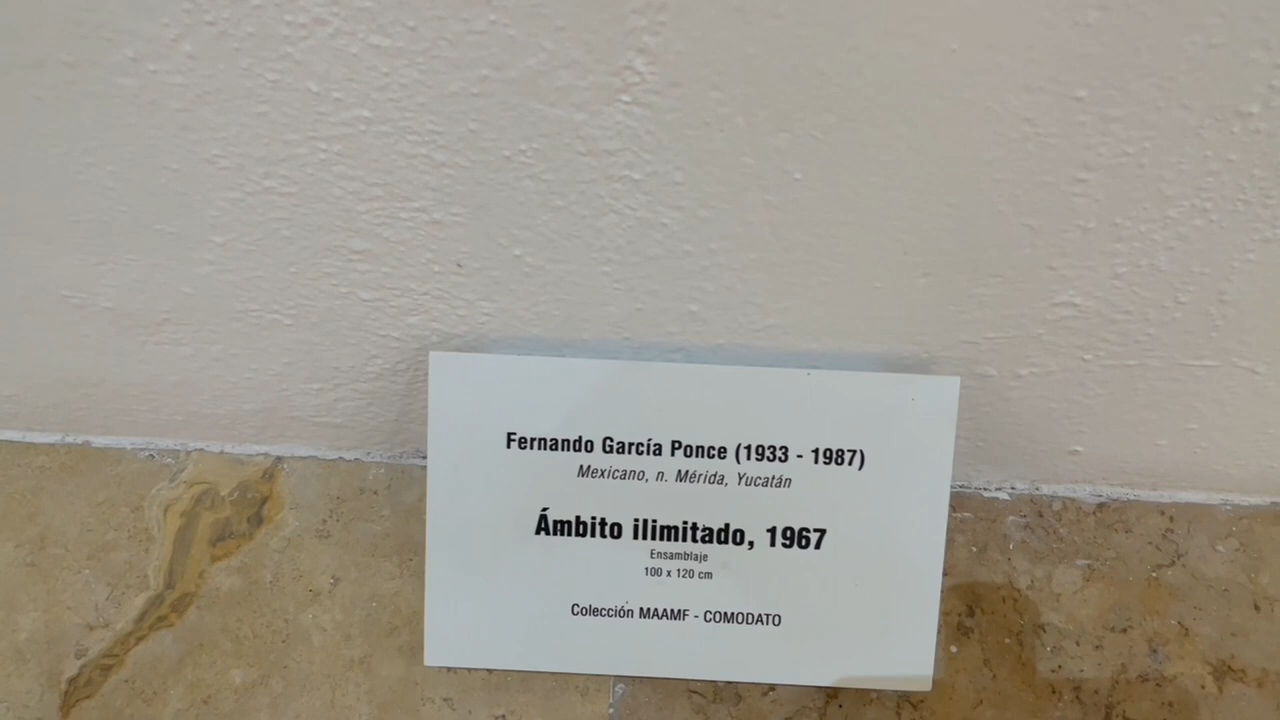 Fernando García Ponce (1933 - 1987)
Mexicano, n. Mérida, Yucatán
Ámbito ilimitado, 1967
Ensamblaje
100 x 120 cm
Colección MAAMF - COMODATO